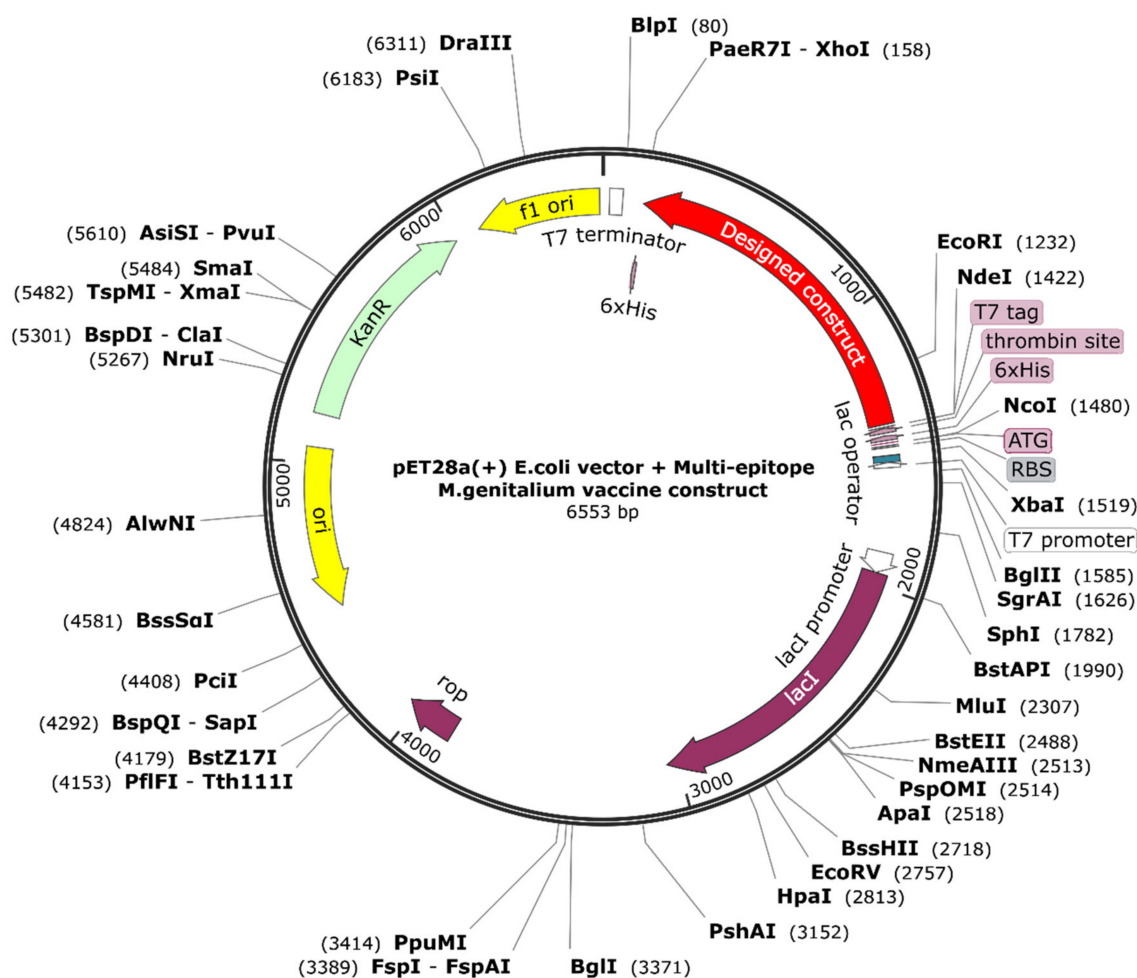 BlpI (80)
PaeR7I - XhoI (158)
(6311) DraIII
(6183) PsiI
f1 ori
T7 terminator
6xHis
Designed construct
1000
6000
KanR
EcoRI (1232)
NdeI (1422)
T7 tag
thrombin site
6xHis
NcoI (1480)
ATG
RBS
XbaI (1519)
T7 promoter
BglII (1585)
SgrAI (1626)
SphI (1782)
BstAPI (1990)
MluI (2307)
BstEII (2488)
NmeAIII (2513)
PspOMI (2514)
ApaI (2518)
BssHII (2718)
EcoRV (2757)
HpaI (2813)
PshAI (3152)
BglI (3371)
(3389) FspI - FspAI
(3414) PpuMI
(4153) PflFI - Tth111I
(4179) BstZ17I
(4292) BspQI - SapI
(4408) PciI
(4581) BssSαI
(4824) AlwNI
(5267) NruI
(5301) BspDI - ClaI
(5482) TspMI - XmaI
(5484) SmaI
(5610) AsiSI - PvuI
lac operator
lacI promoter
lacI
2000
3000
4000
rop
5000
ori
pET28a(+) E.coli vector + Multi-epitope
M.genitalium vaccine construct
6553 bp